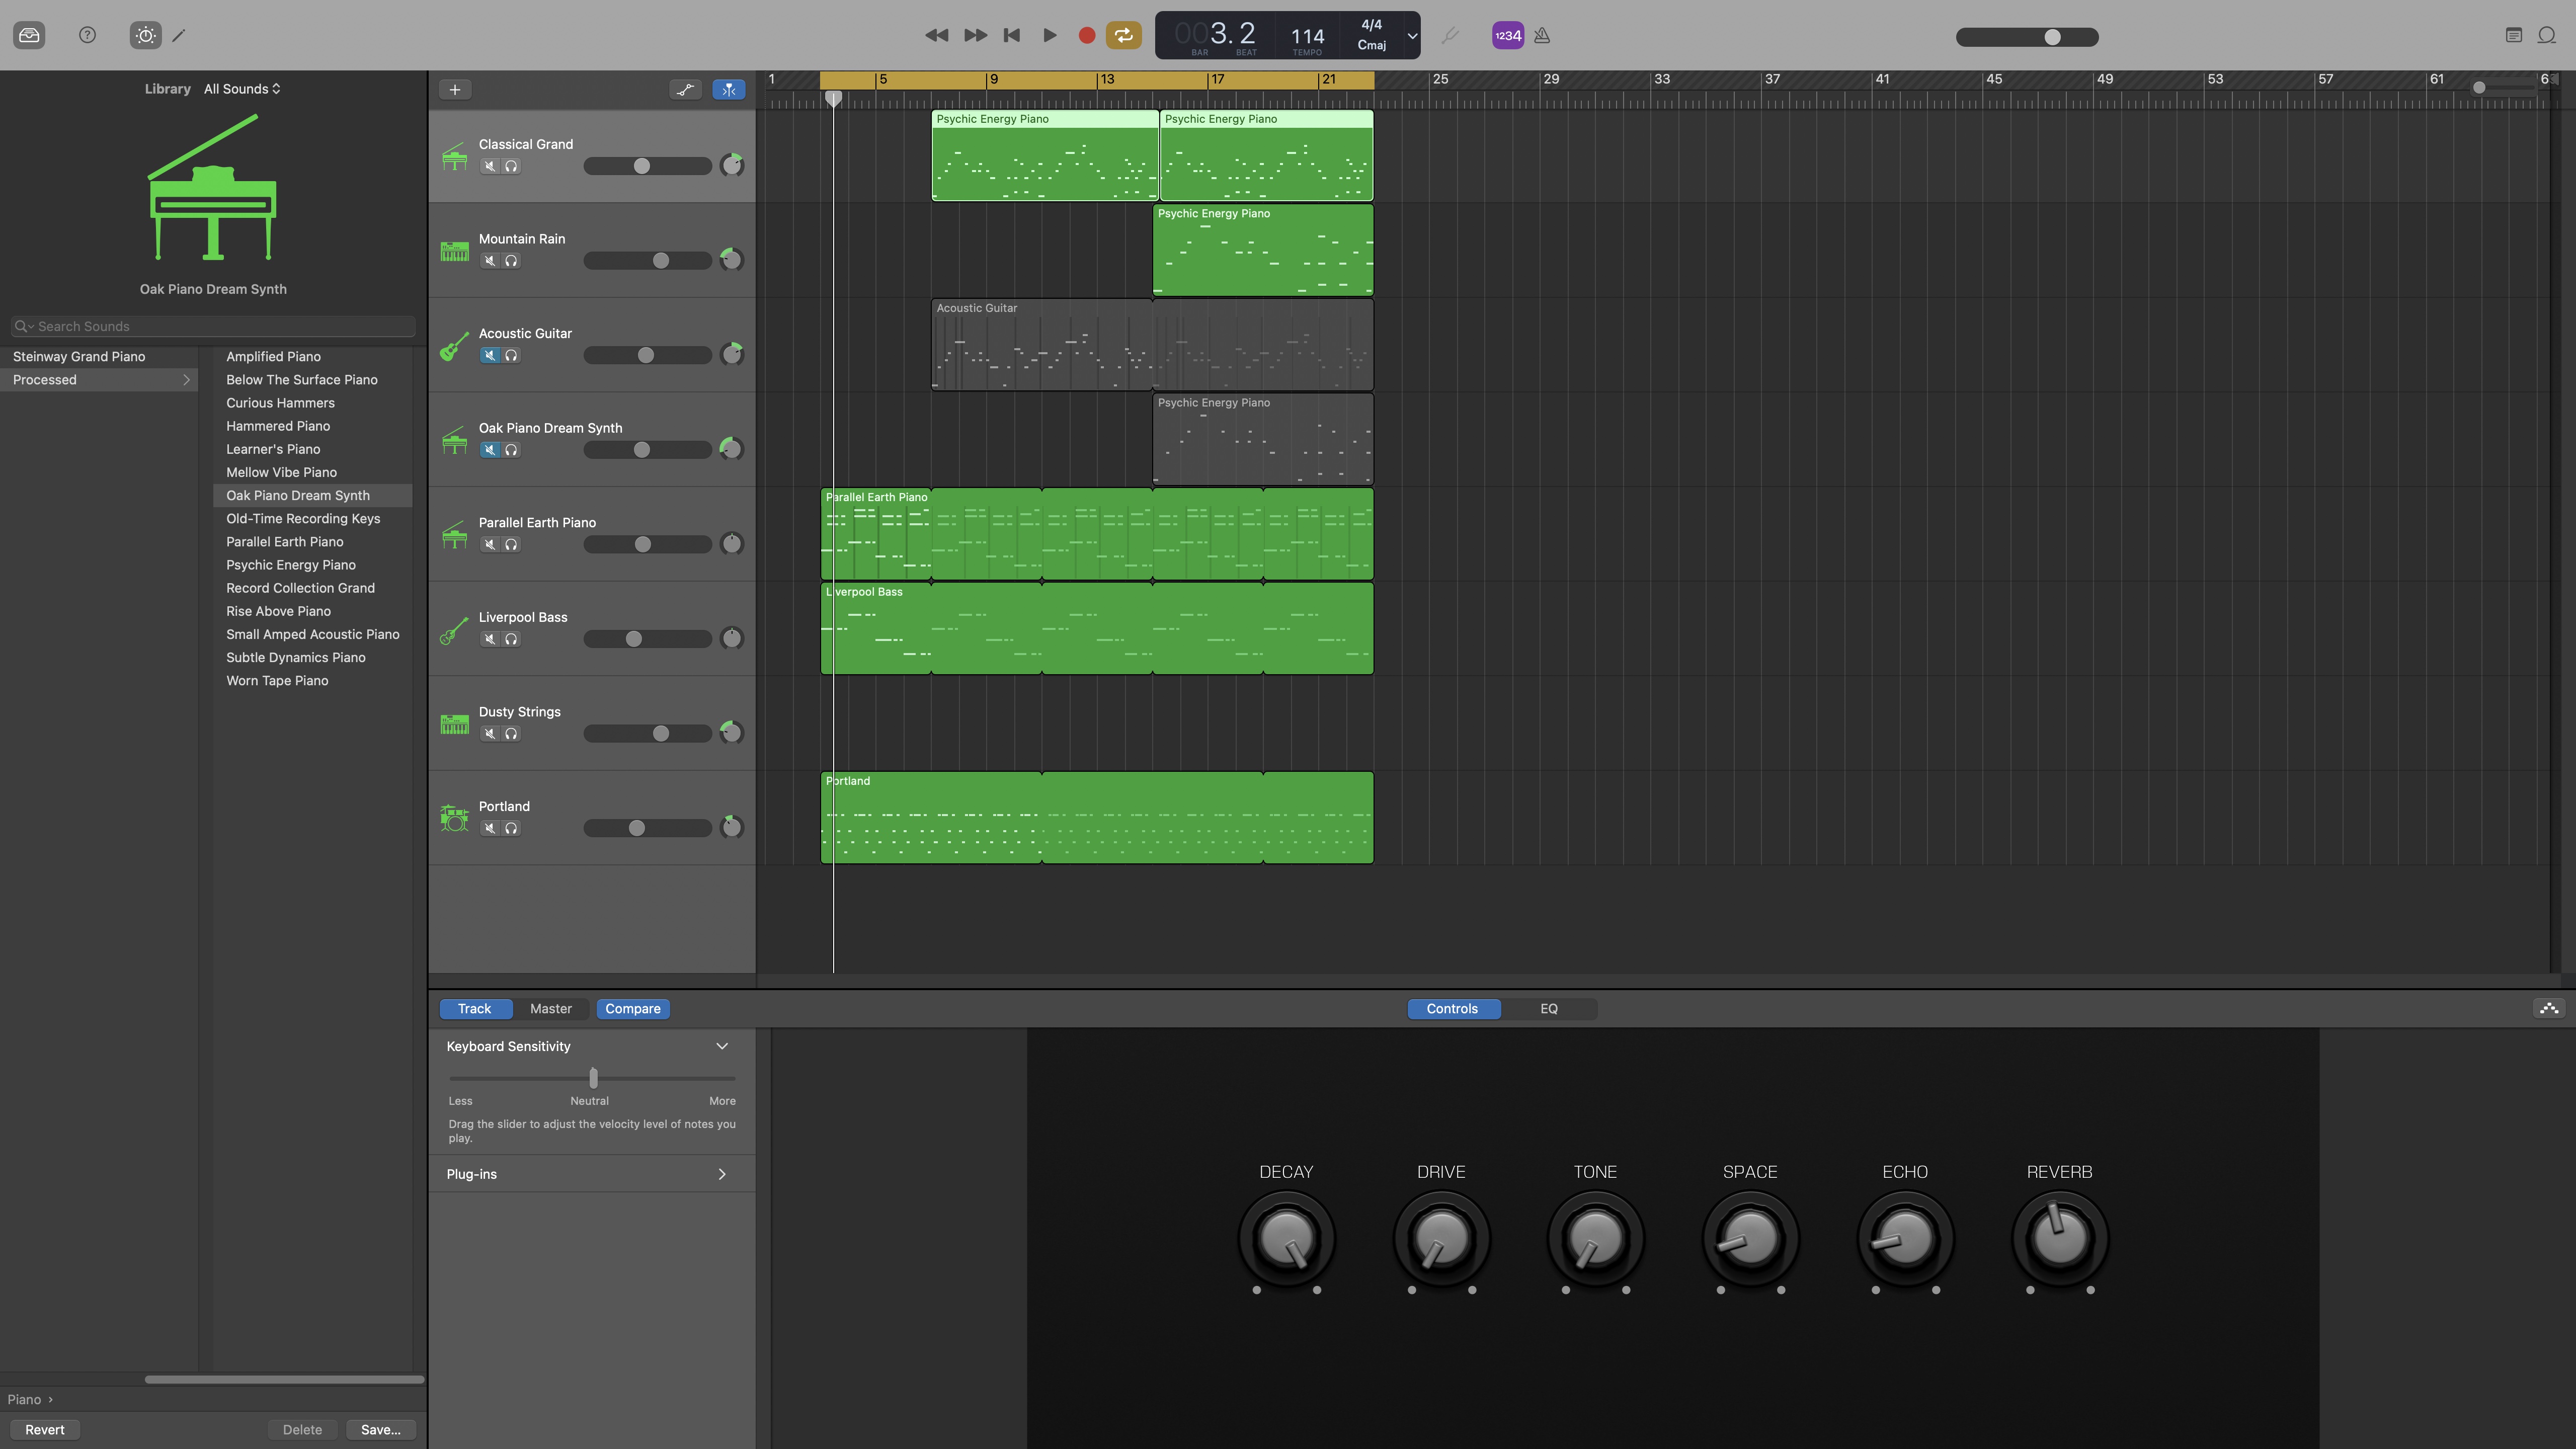 003.2
BAR
BEAT
114
TEMPO
4/4
Cmaj
1234
Library All Sounds
Oak Piano Dream Synth
Search Sounds
Steinway Grand Piano
Processed
Amplified Piano
Below The Surface Piano
Curious Hammers
Hammered Piano
Learner's Piano
Mellow Vibe Piano
Oak Piano Dream Synth
Old-Time Recording Keys
Parallel Earth Piano
Psychic Energy Piano
Record Collection Grand
Rise Above Piano
Small Amped Acoustic Piano
Subtle Dynamics Piano
Worn Tape Piano
Piano ›
Revert
Delete
Save...
1 5 9 13 17 21 25 29 33 37 41 45 49 53 57 61
Classical Grand
Psychic Energy Piano
Psychic Energy Piano
Mountain Rain
Psychic Energy Piano
Acoustic Guitar
Acoustic Guitar
Oak Piano Dream Synth
Psychic Energy Piano
Parallel Earth Piano
Parallel Earth Piano
Liverpool Bass
Liverpool Bass
Dusty Strings
Portland
Portland
Track
Master
Compare
Controls
EQ
Keyboard Sensitivity
Less
Neutral
More
Drag the slider to adjust the velocity level of notes you
play.
Plug-ins
DECAY
DRIVE
TONE
SPACE
ECHO
REVERB